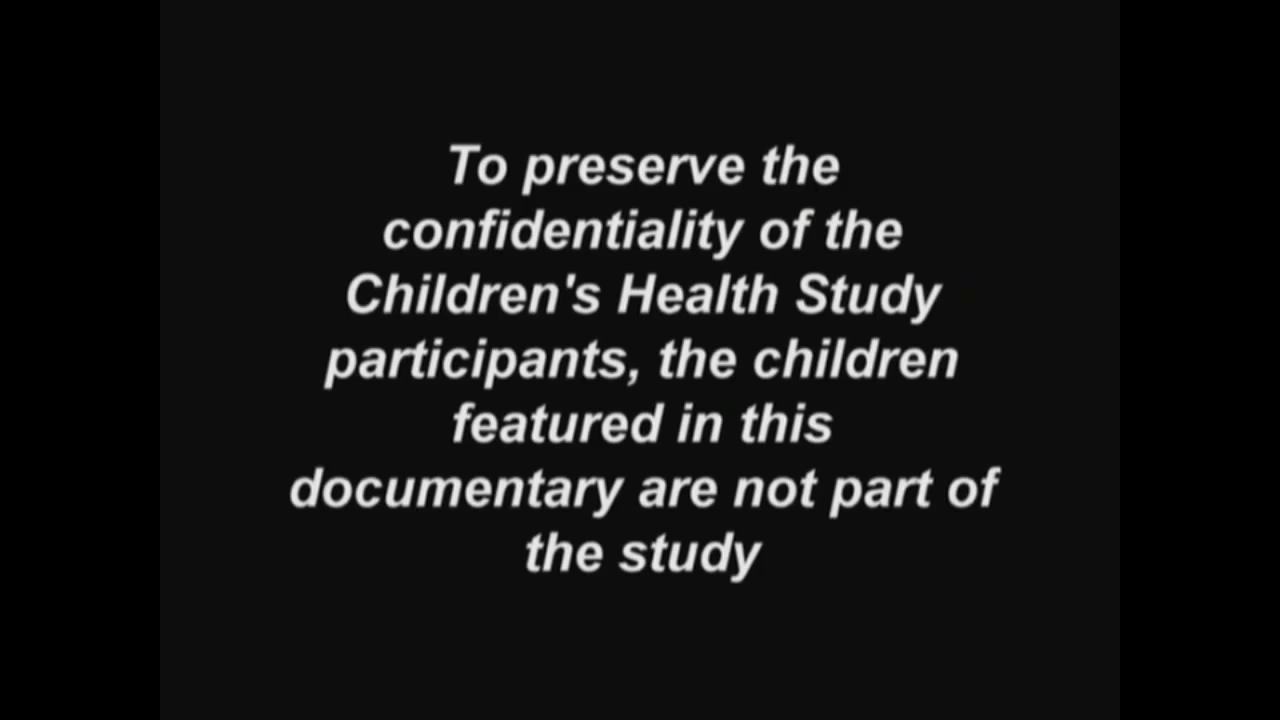 To preserve the
confidentiality of the
Children's Health Study
participants, the children
featured in this
documentary are not part of
the study